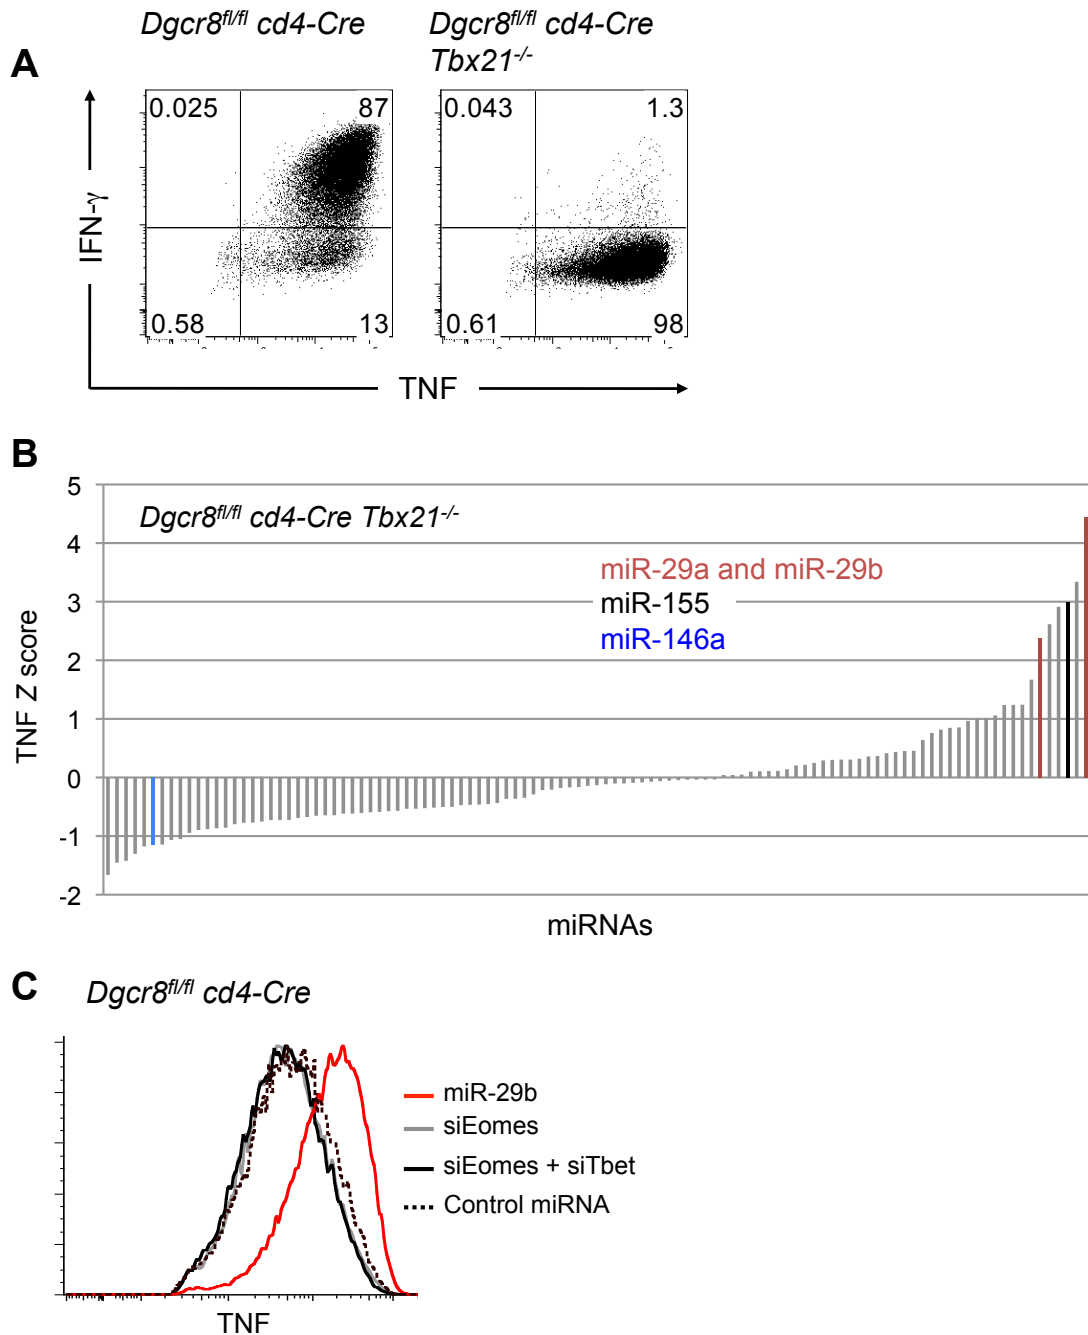 Dgcr8fl/fl cd4-Cre
Dgcr8fl/fl cd4-Cre
Tbx21-/-
A
0.025
87
0.58
13
0.043
1.3
0.61
98
IFN-γ
TNF
B
Dgcr8fl/fl cd4-Cre Tbx21-/-
miR-29a and miR-29b
miR-155
miR-146a
5
4
3
2
1
0
-1
-2
TNF Z score
miRNAs
C
Dgcr8fl/fl cd4-Cre
miR-29b
siEomes
siEomes + siTbet
Control miRNA
TNF